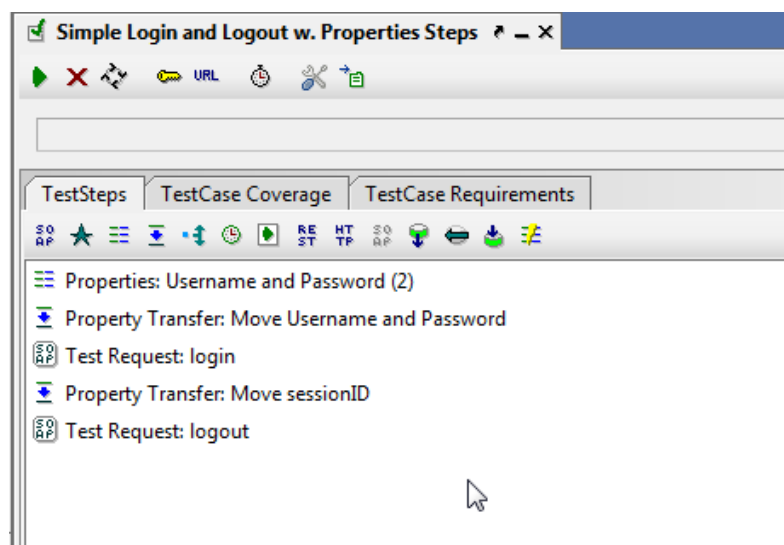 Simple Login and Logout w. Properties Steps
URL
TestSteps TestCase Coverage TestCase Requirements
SO AP RE ST HT TP SO AP
Properties: Username and Password (2)
Property Transfer: Move Username and Password
SO AP Test Request: login
Property Transfer: Move sessionID
SO AP Test Request: logout